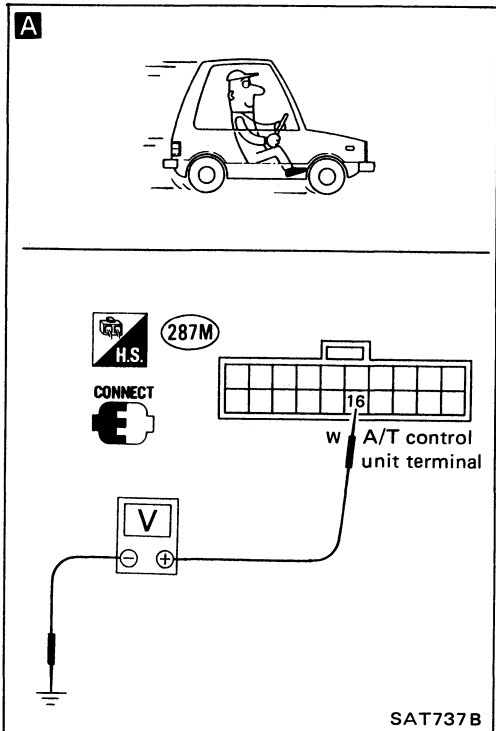 A
H.S.
287M
CONNECT
16
W A/T control
unit terminal
V
− +
SAT737B